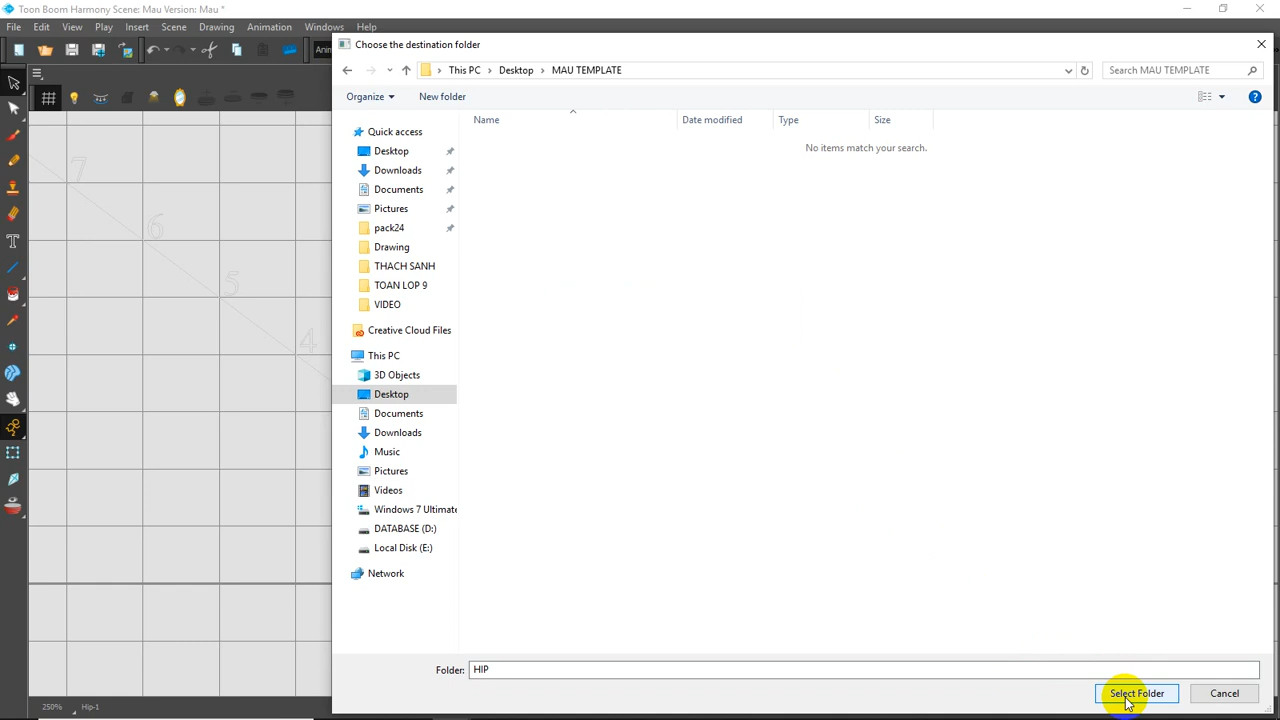 Toon Boom Harmony Scene: Mau Version: Mau *
File Edit View Play Insert Scene Drawing Animation Windows Help
Choose the destination folder
This PC > Desktop > MAU TEMPLATE
Search MAU TEMPLATE
Organize
New folder
Name
Date modified
Type
Size
No items match your search.
Quick access
Desktop
Downloads
Documents
Pictures
pack24
Drawing
THACH SANH
TOAN LOP 9
VIDEO
Creative Cloud Files
This PC
3D Objects
Desktop
Documents
Downloads
Music
Pictures
Videos
Windows 7 Ultimate
DATABASE (D:)
Local Disk (E:)
Network
7
6
5
4
Folder: HIP
Select Folder
Cancel
250%
Hip-1